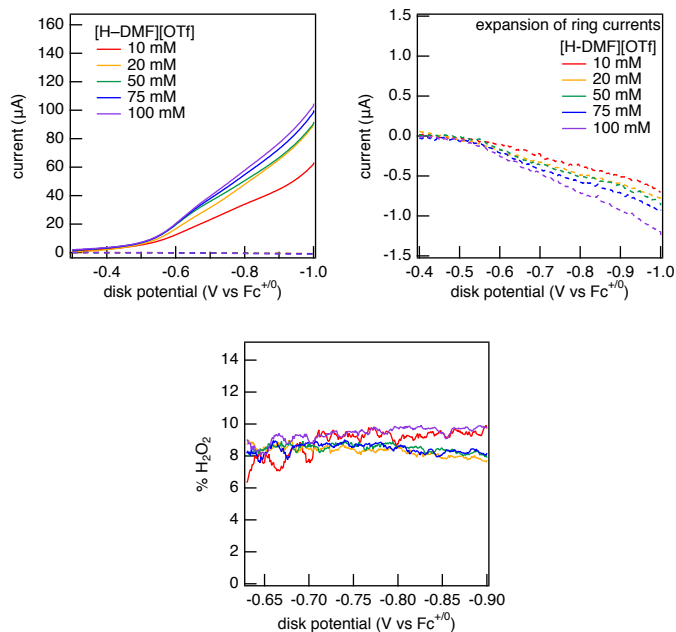 [H–DMF][OTf]
10 mM
20 mM
50 mM
75 mM
100 mM
160
140
120
100
80
60
40
20
0
current (µA)
-0.4
-0.6
-0.8
-1.0
disk potential (V vs Fc+/0)
expansion of ring currents
[H-DMF][OTf]
10 mM
20 mM
50 mM
75 mM
100 mM
1.5
1.0
0.5
0.0
-0.5
-1.0
-1.5
current (µA)
-0.4
-0.5
-0.6
-0.7
-0.8
-0.9
-1.0
disk potential (V vs Fc+/0)
14
12
10
8
6
4
2
0
% H2O2
-0.65
-0.70
-0.75
-0.80
-0.85
-0.90
disk potential (V vs Fc+/0)